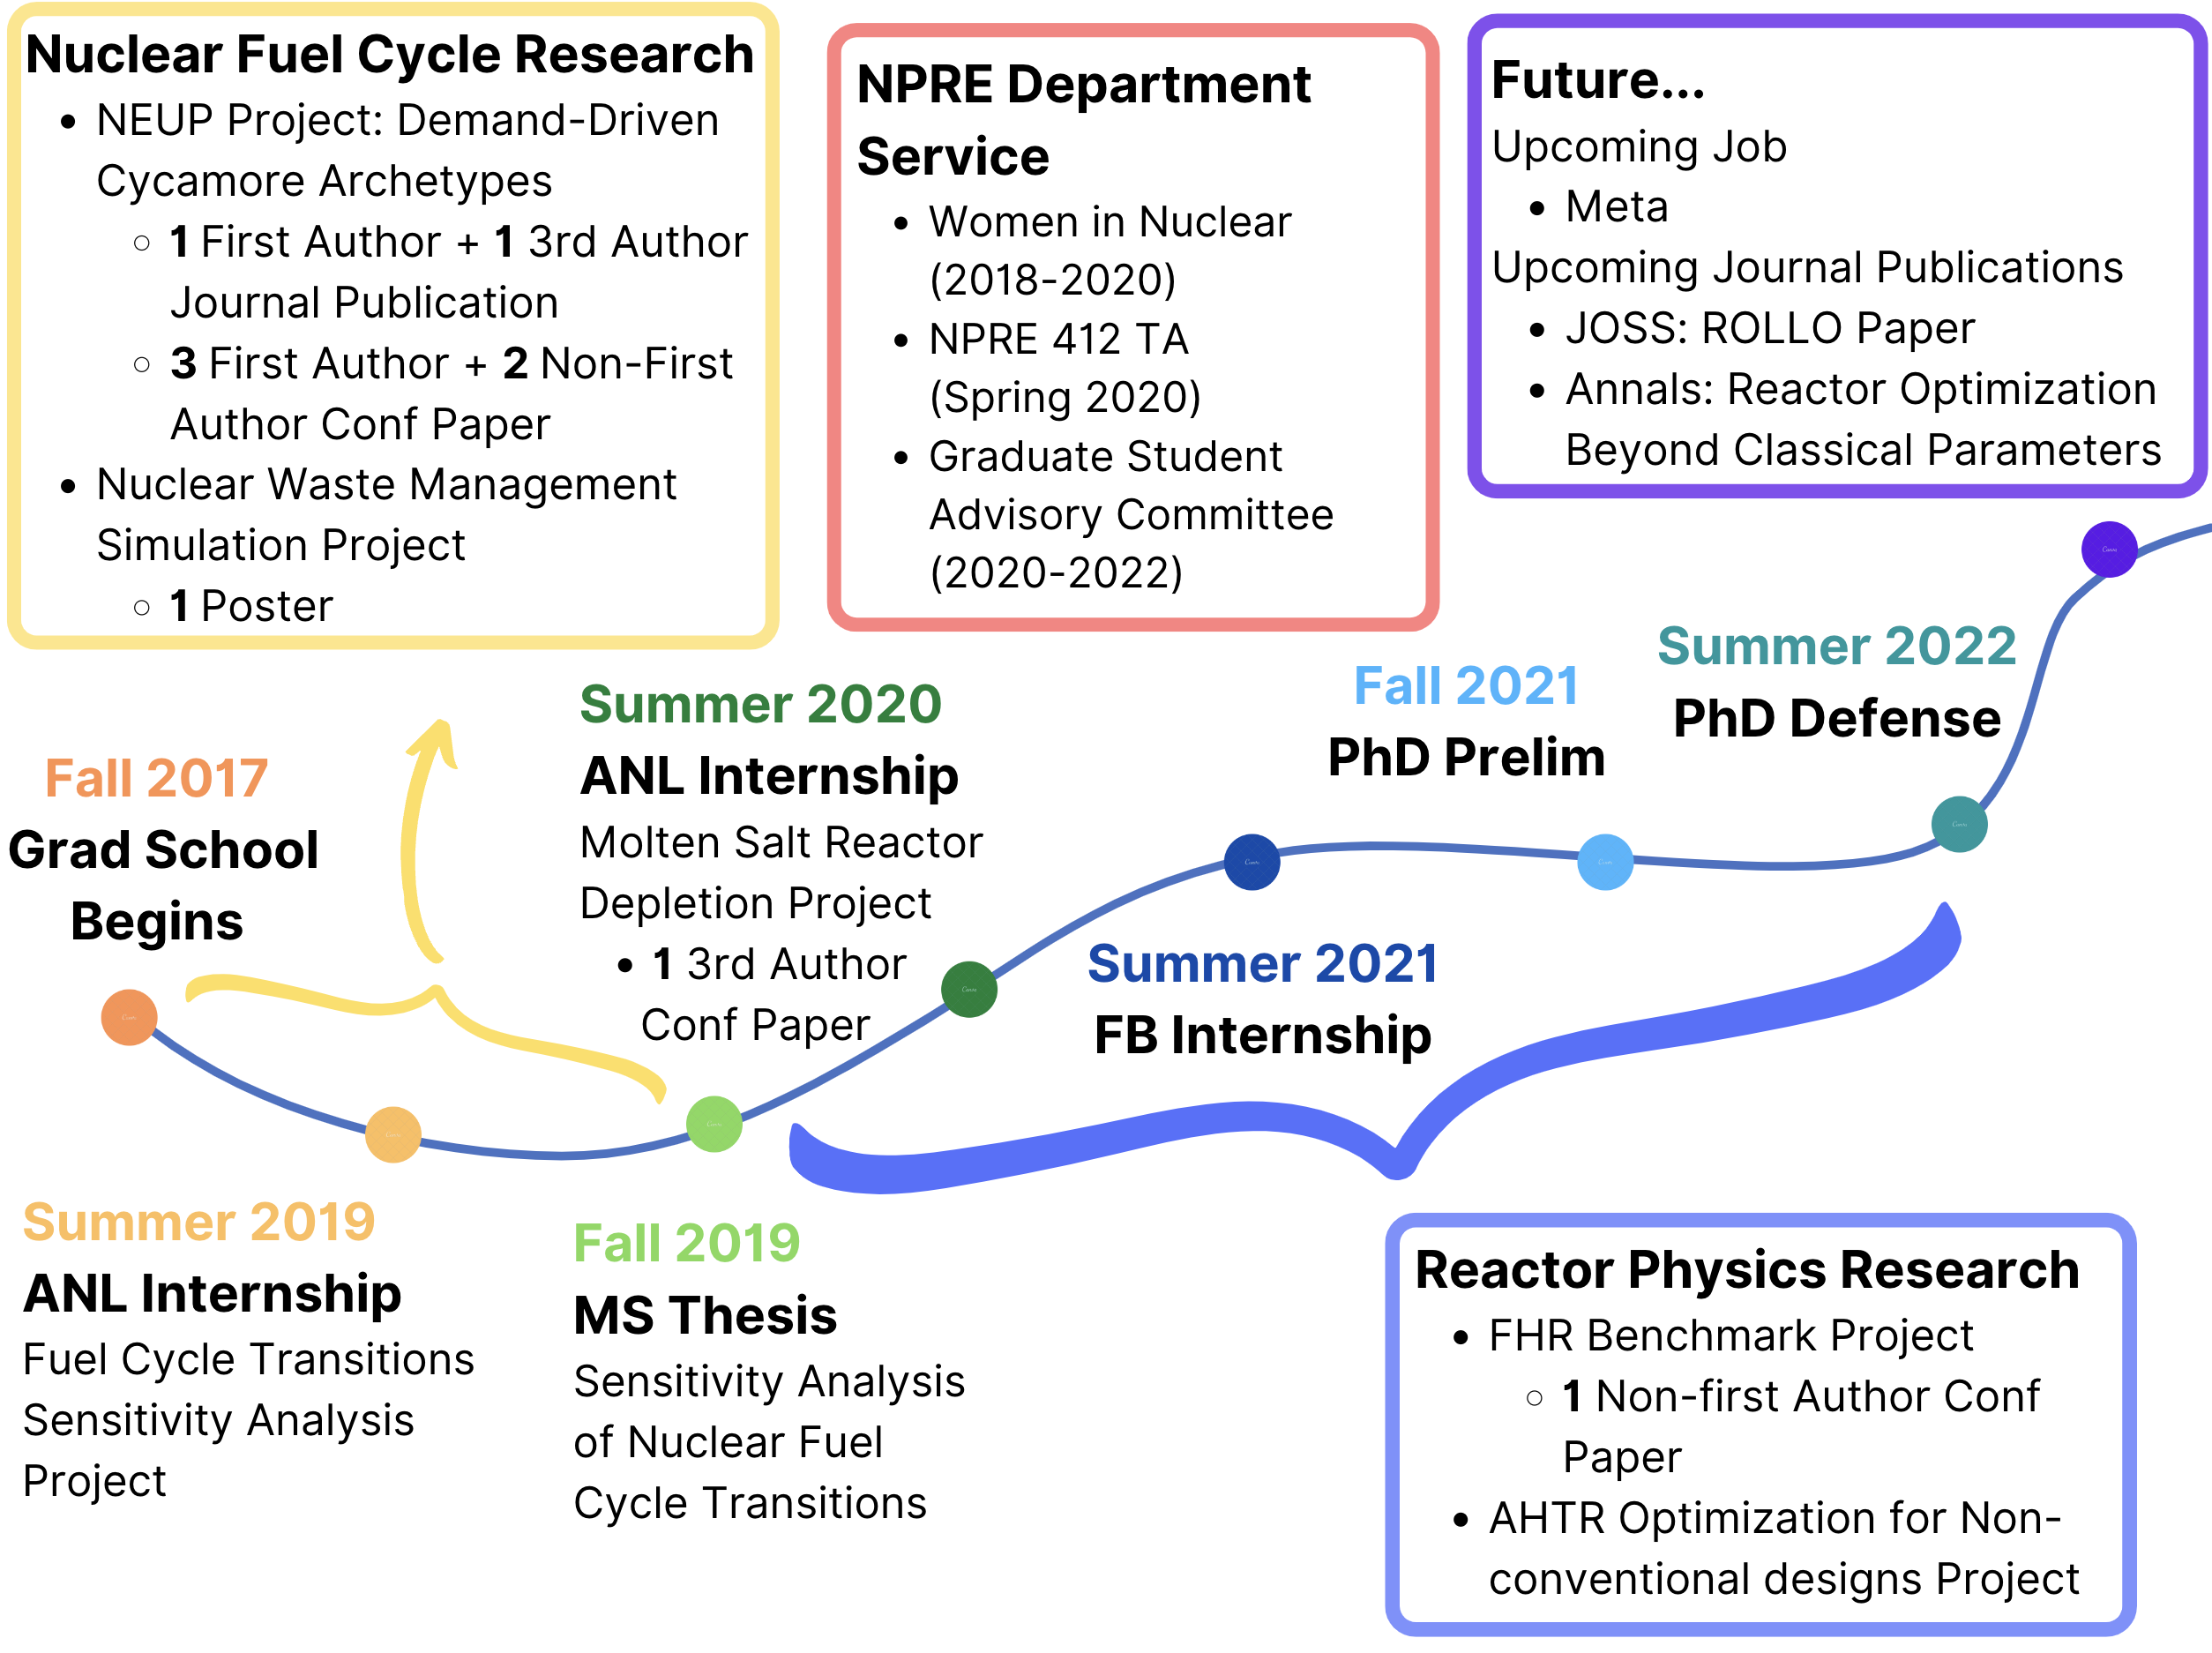 Nuclear Fuel Cycle Research
• NEUP Project: Demand-Driven
Cycamore Archetypes
◦ 1 First Author + 1 3rd Author
Journal Publication
◦ 3 First Author + 2 Non-First
Author Conf Paper
• Nuclear Waste Management
Simulation Project
◦ 1 Poster
NPRE Department
Service
• Women in Nuclear
(2018-2020)
• NPRE 412 TA
(Spring 2020)
• Graduate Student
Advisory Committee
(2020-2022)
Future...
Upcoming Job
• Meta
Upcoming Journal Publications
• JOSS: ROLLO Paper
• Annals: Reactor Optimization
Beyond Classical Parameters
Fall 2017
Grad School
Begins
Summer 2019
ANL Internship
Fuel Cycle Transitions
Sensitivity Analysis
Project
Fall 2019
MS Thesis
Sensitivity Analysis
of Nuclear Fuel
Cycle Transitions
Summer 2020
ANL Internship
Molten Salt Reactor
Depletion Project
• 1 3rd Author
Conf Paper
Summer 2021
FB Internship
Fall 2021
PhD Prelim
Summer 2022
PhD Defense
Reactor Physics Research
• FHR Benchmark Project
◦ 1 Non-first Author Conf
Paper
• AHTR Optimization for Non-
conventional designs Project